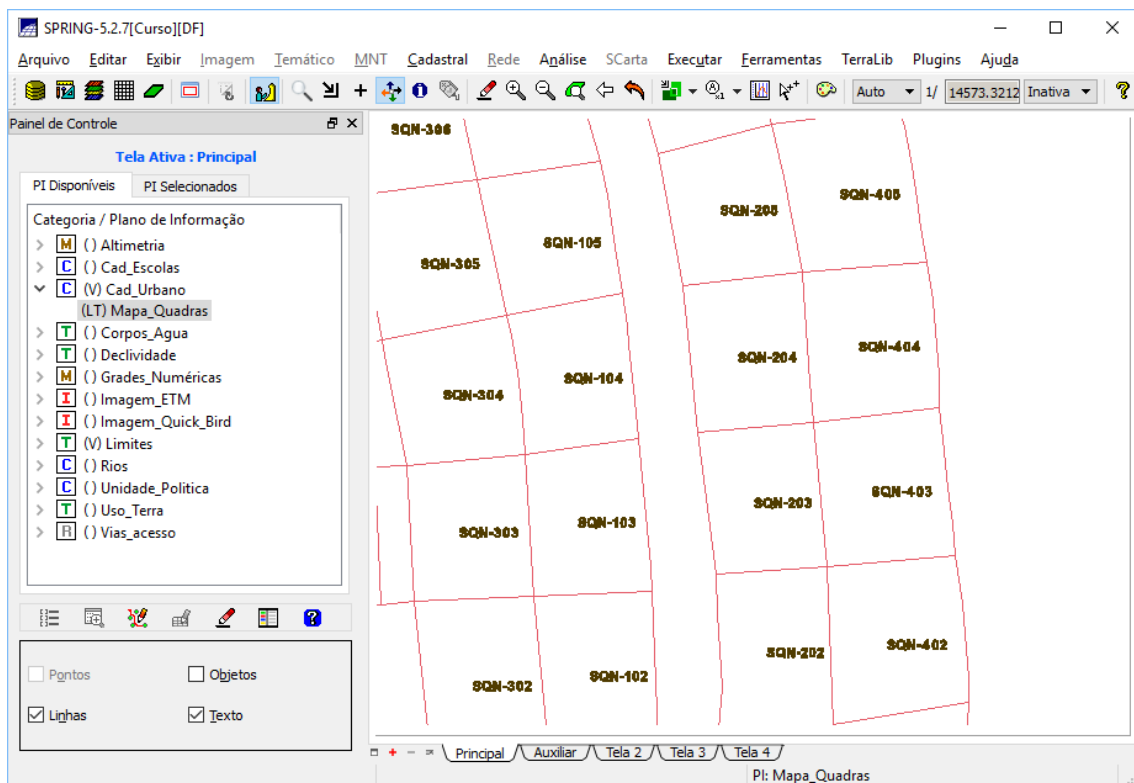 SPRING-5.2.7[Curso][DF]
Arquivo Editar Exibir Imagem Temático MNT Cadastral Rede Análise SCarta Executar Ferramentas TerraLib Plugins Ajuda
Auto 1/ 14573.3212 Inativa
Painel de Controle
Tela Ativa : Principal
PI Disponíveis PI Selecionados
Categoria / Plano de Informação
M ( ) Altimetria
C ( ) Cad_Escolas
C (V) Cad_Urbano
(LT) Mapa_Quadras
T ( ) Corpos_Agua
T ( ) Declividade
M ( ) Grades_Numéricas
I ( ) Imagem_ETM
I ( ) Imagem_Quick_Bird
T (V) Limites
C ( ) Rios
C ( ) Unidade_Politica
T ( ) Uso_Terra
R ( ) Vias_acesso
Pontos Objetos
Linhas Texto
SQN-306
SQN-205 SQN-405
SQN-305 SQN-105
SQN-204 SQN-404
SQN-304 SQN-104
SQN-203 SQN-403
SQN-303 SQN-103
SQN-202 SQN-402
SQN-302 SQN-102
Principal Auxiliar Tela 2 Tela 3 Tela 4
PI: Mapa_Quadras